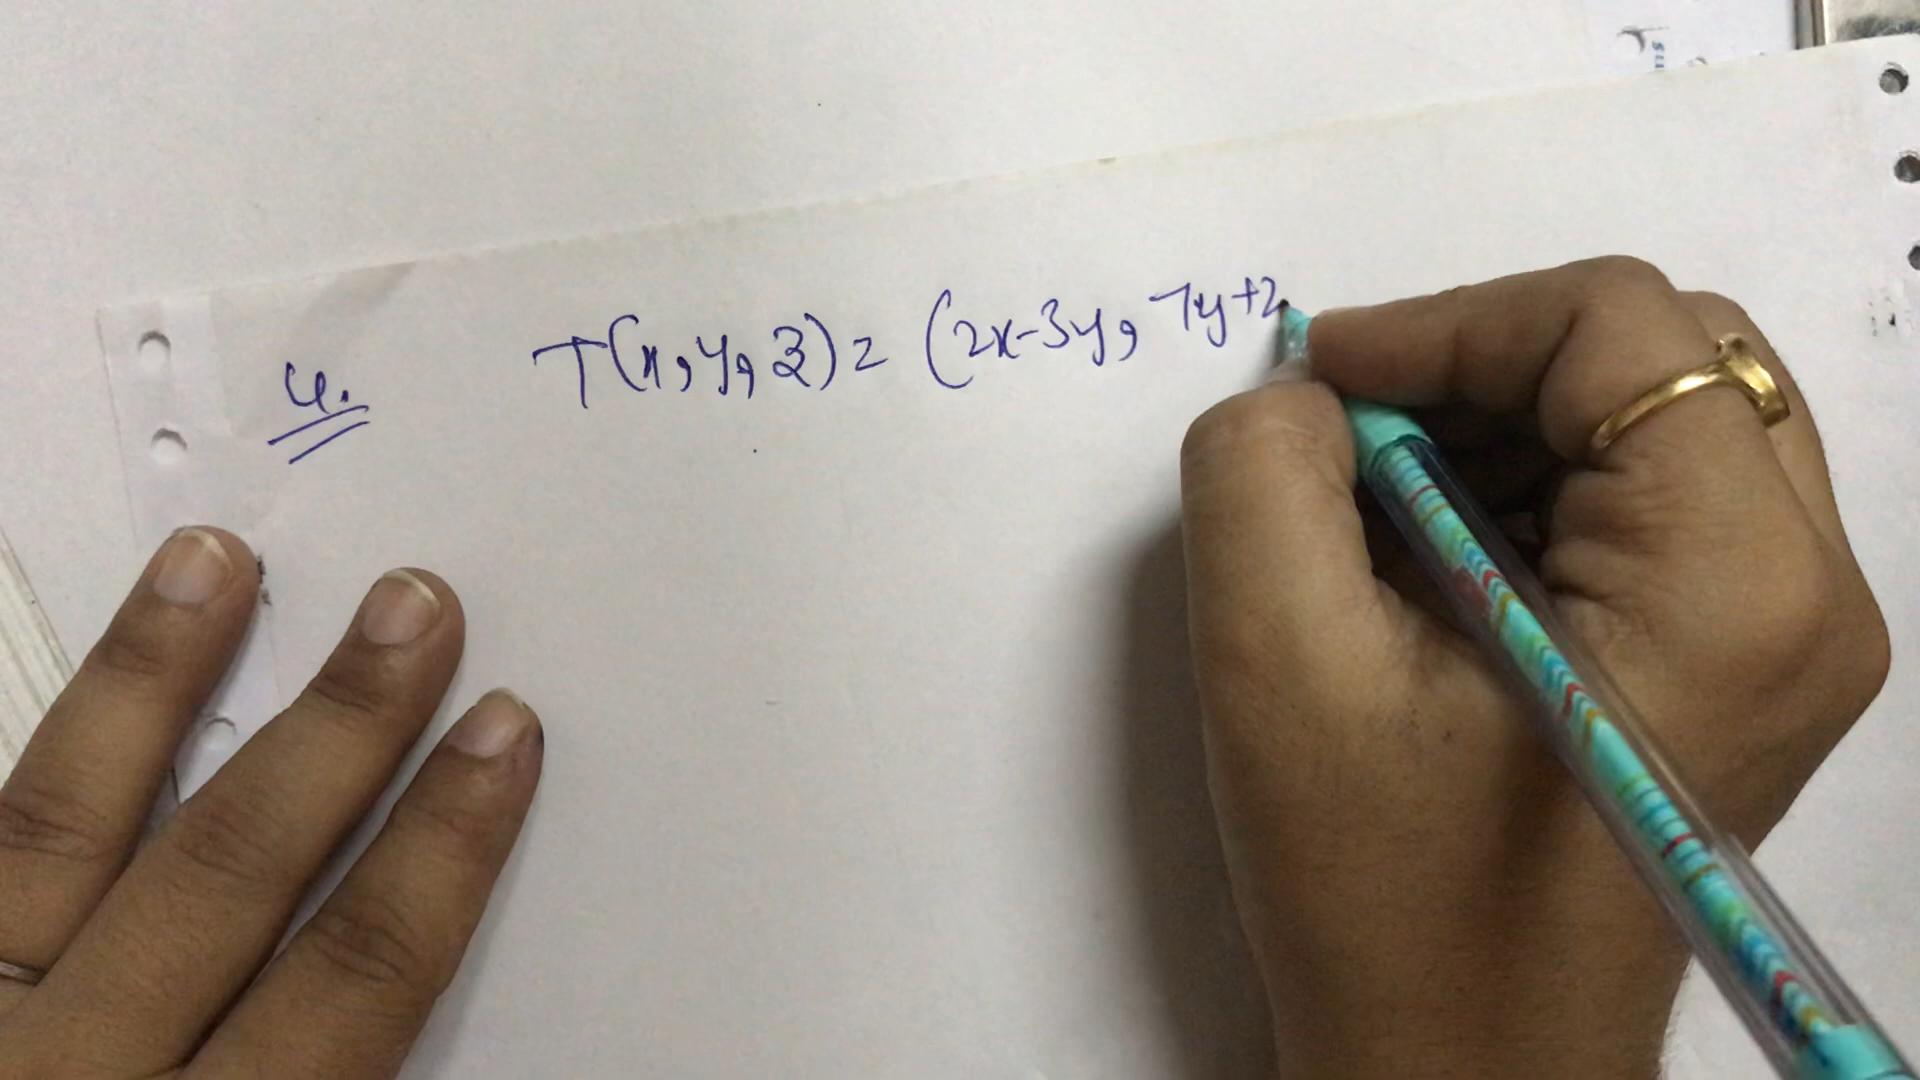 4. T(x,y,z)= (2x-3y, 7y+2